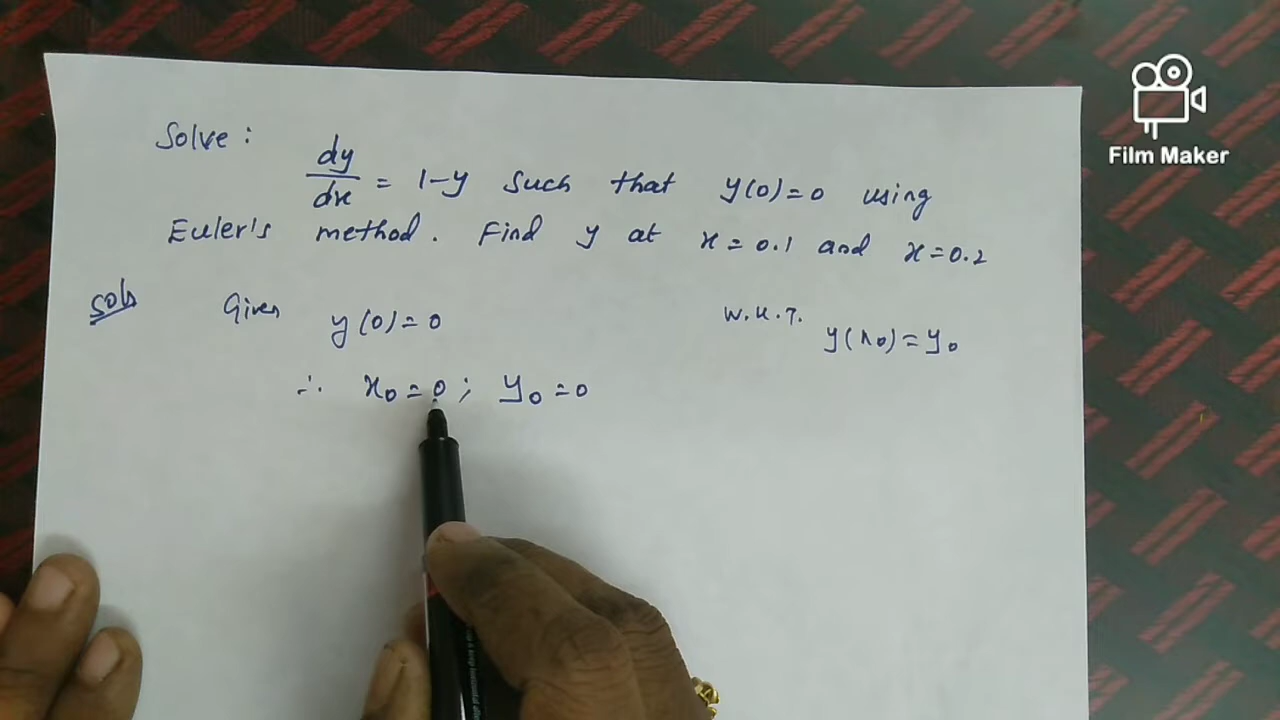 Solve:
dy/dx = 1-y such that y(0)=0 using
Euler's method. Find y at x=0.1 and x=0.2
Soln Given y(0)=0 W.K.T. y(x0)=y0
∴ x0=0; y0=0
Film Maker